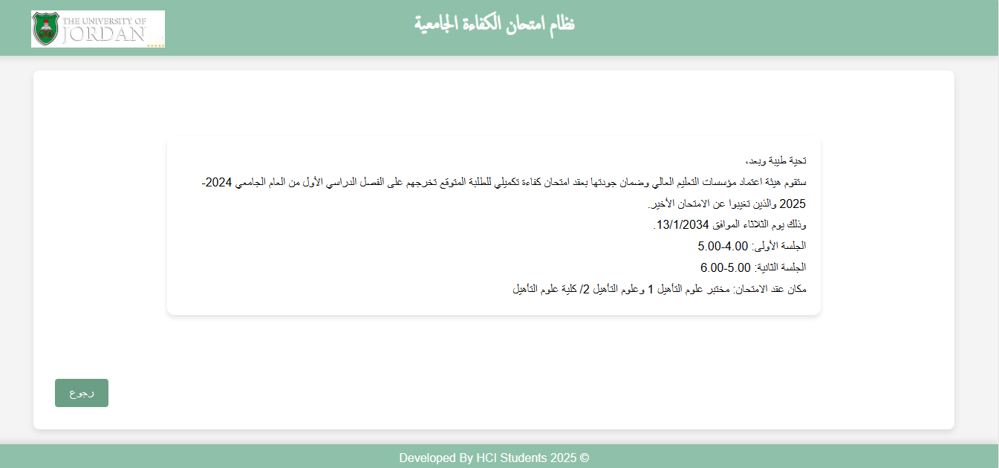 THE UNIVERSITY OF
JORDAN
نظام امتحان الكفاءة الجامعية
تحية طيبة وبعد،
ستقوم هيئة اعتماد مؤسسات التعليم العالي وضمان جودتها بعقد امتحان كفاءة تكميلي للطلبة المتوقع تخرجهم على الفصل الدراسي الأول من العام الجامعي 2024-
2025 والذين تغيبوا عن الامتحان الأخير.
وذلك يوم الثلاثاء الموافق 13/1/2034.
الجلسة الأولى: 4.00-5.00
الجلسة الثانية: 5.00-6.00
مكان عقد الامتحان: مختبر علوم التأهيل 1 وعلوم التأهيل 2/ كلية علوم التأهيل
رجوع
Developed By HCI Students 2025 ©